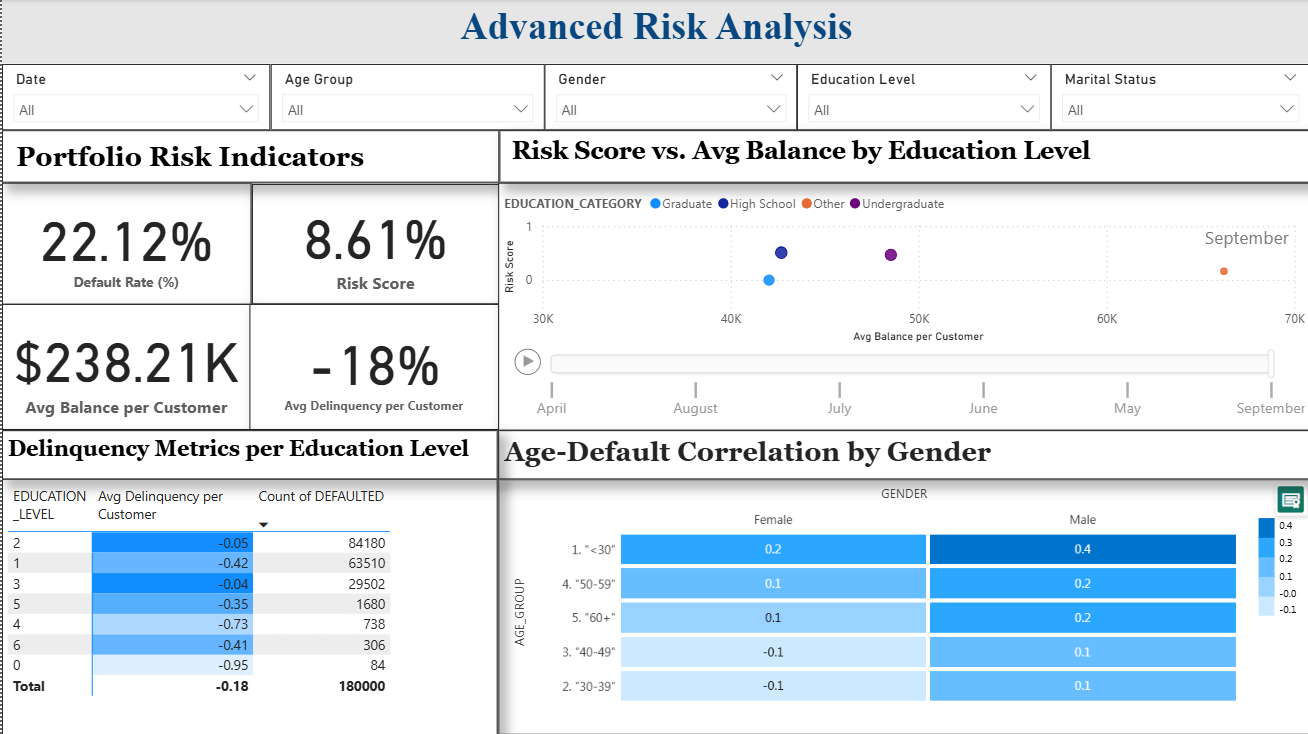 Advanced Risk Analysis
Date
Age Group
Gender
Education Level
Marital Status
All
All
All
All
All
Portfolio Risk Indicators
22.12%
Default Rate (%)
8.61%
Risk Score
$238.21K
Avg Balance per Customer
-18%
Avg Delinquency per Customer
Risk Score vs. Avg Balance by Education Level
EDUCATION_CATEGORY Graduate High School Other Undergraduate
Risk Score
1
0
September
30K 40K 50K 60K 70K
Avg Balance per Customer
April August July June May September
Delinquency Metrics per Education Level
EDUCATION Avg Delinquency per Count of DEFAULTED
_LEVEL Customer
2 -0.05 84180
1 -0.42 63510
3 -0.04 29502
5 -0.35 1680
4 -0.73 738
6 -0.41 306
0 -0.95 84
Total -0.18 180000
Age-Default Correlation by Gender
GENDER
Female Male
AGE_GROUP
1. "<30" 0.2 0.4
4. "50-59" 0.1 0.2
5. "60+" 0.1 0.2
3. "40-49" -0.1 0.1
2. "30-39" -0.1 0.1
0.4
0.3
0.2
0.1
-0.0
-0.1